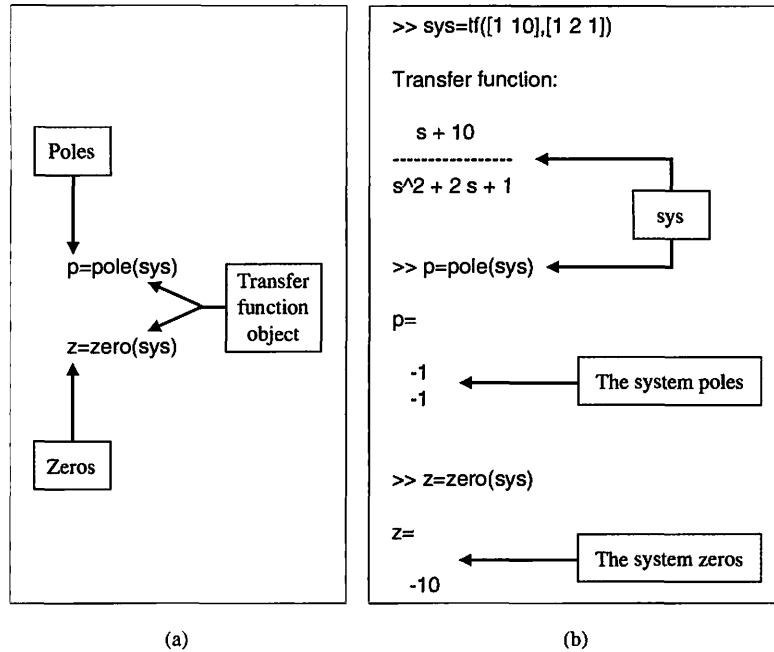 Poles
p=pole(sys)
z=zero(sys)
Transfer
function
object
Zeros
(a)
>> sys=tf([1 10],[1 2 1])
Transfer function:
s + 10
--------------------
s^2 + 2 s + 1
sys
>> p=pole(sys)
p=
-1
-1
The system poles
>> z=zero(sys)
z=
-10
The system zeros
(b)